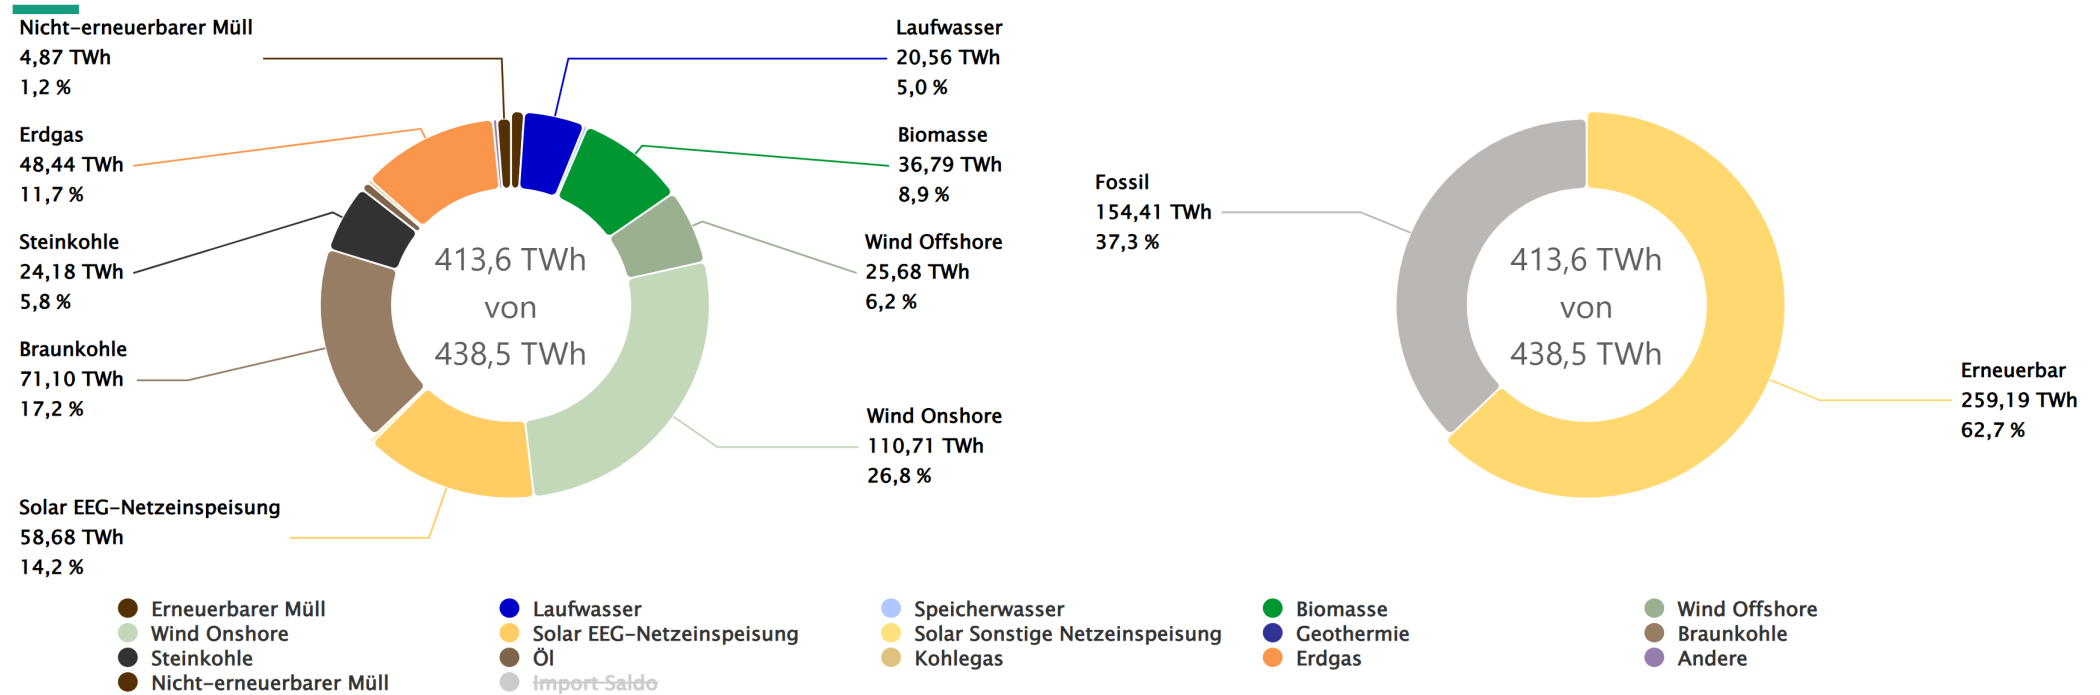 Nicht-erneuerbarer Müll
4,87 TWh
1,2 %
Erdgas
48,44 TWh
11,7 %
Steinkohle
24,18 TWh
5,8 %
Braunkohle
71,10 TWh
17,2 %
Solar EEG-Netzeinspeisung
58,68 TWh
14,2 %
413,6 TWh
von
438,5 TWh
Laufwasser
20,56 TWh
5,0 %
Biomasse
36,79 TWh
8,9 %
Wind Offshore
25,68 TWh
6,2 %
Wind Onshore
110,71 TWh
26,8 %
Fossil
154,41 TWh
37,3 %
413,6 TWh
von
438,5 TWh
Erneuerbar
259,19 TWh
62,7 %
Erneuerbarer Müll
Laufwasser
Speicherwasser
Biomasse
Wind Offshore
Wind Onshore
Solar EEG-Netzeinspeisung
Solar Sonstige Netzeinspeisung
Geothermie
Braunkohle
Steinkohle
Öl
Kohlegas
Erdgas
Andere
Nicht-erneuerbarer Müll
Import Saldo